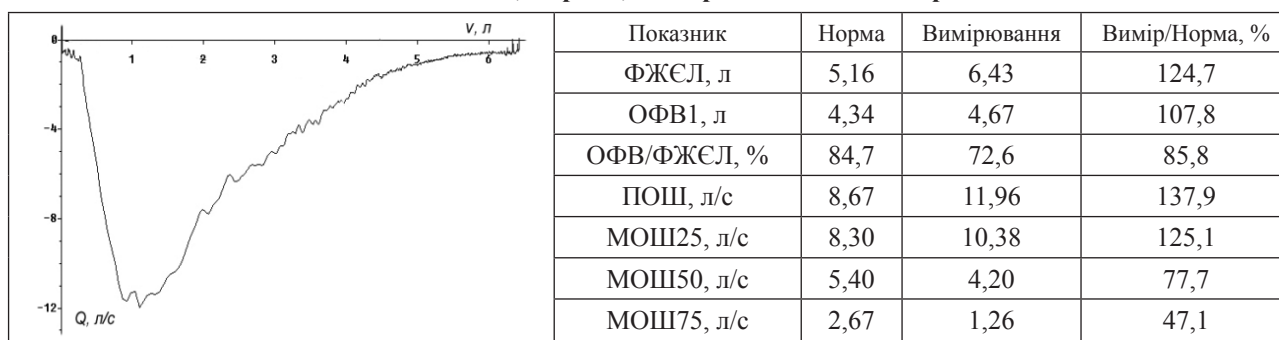 V, л
0 1 2 3 4 5 6
-4
-8
-12
Q, л/с
Показник Норма Вимірювання Вимір/Норма, %
ФЖЄЛ, л 5,16 6,43 124,7
ОФВ1, л 4,34 4,67 107,8
ОФВ/ФЖЄЛ, % 84,7 72,6 85,8
ПОШ, л/с 8,67 11,96 137,9
МОШ25, л/с 8,30 10,38 125,1
МОШ50, л/с 5,40 4,20 77,7
МОШ75, л/с 2,67 1,26 47,1